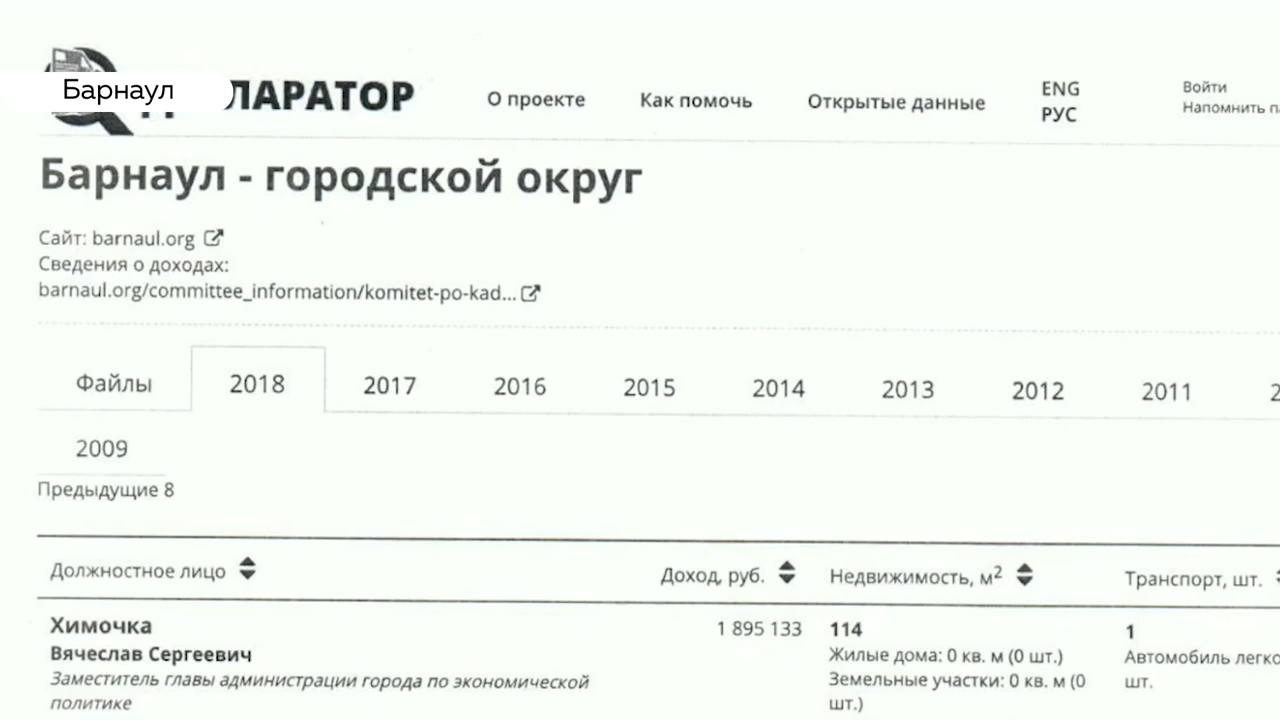 Барнаул
ЛАРАТОР
О проекте
Как помочь
Открытые данные
ENG
РУС
Войти
Напомнить
Барнаул - городской округ
Сайт: barnaul.org
Сведения о доходах:
barnaul.org/committee_information/komitet-po-kad...
Файлы
2018
2017
2016
2015
2014
2013
2012
2011
2009
Предыдущие 8
Должностное лицо
Доход, руб.
Недвижимость, м²
Транспорт, шт.
Химочка
Вячеслав Сергеевич
Заместитель главы администрации города по экономической
политике
1 895 133
114
Жилые дома: 0 кв. м (0 шт.)
Земельные участки: 0 кв. м (0
шт.)
1
Автомобиль
шт.